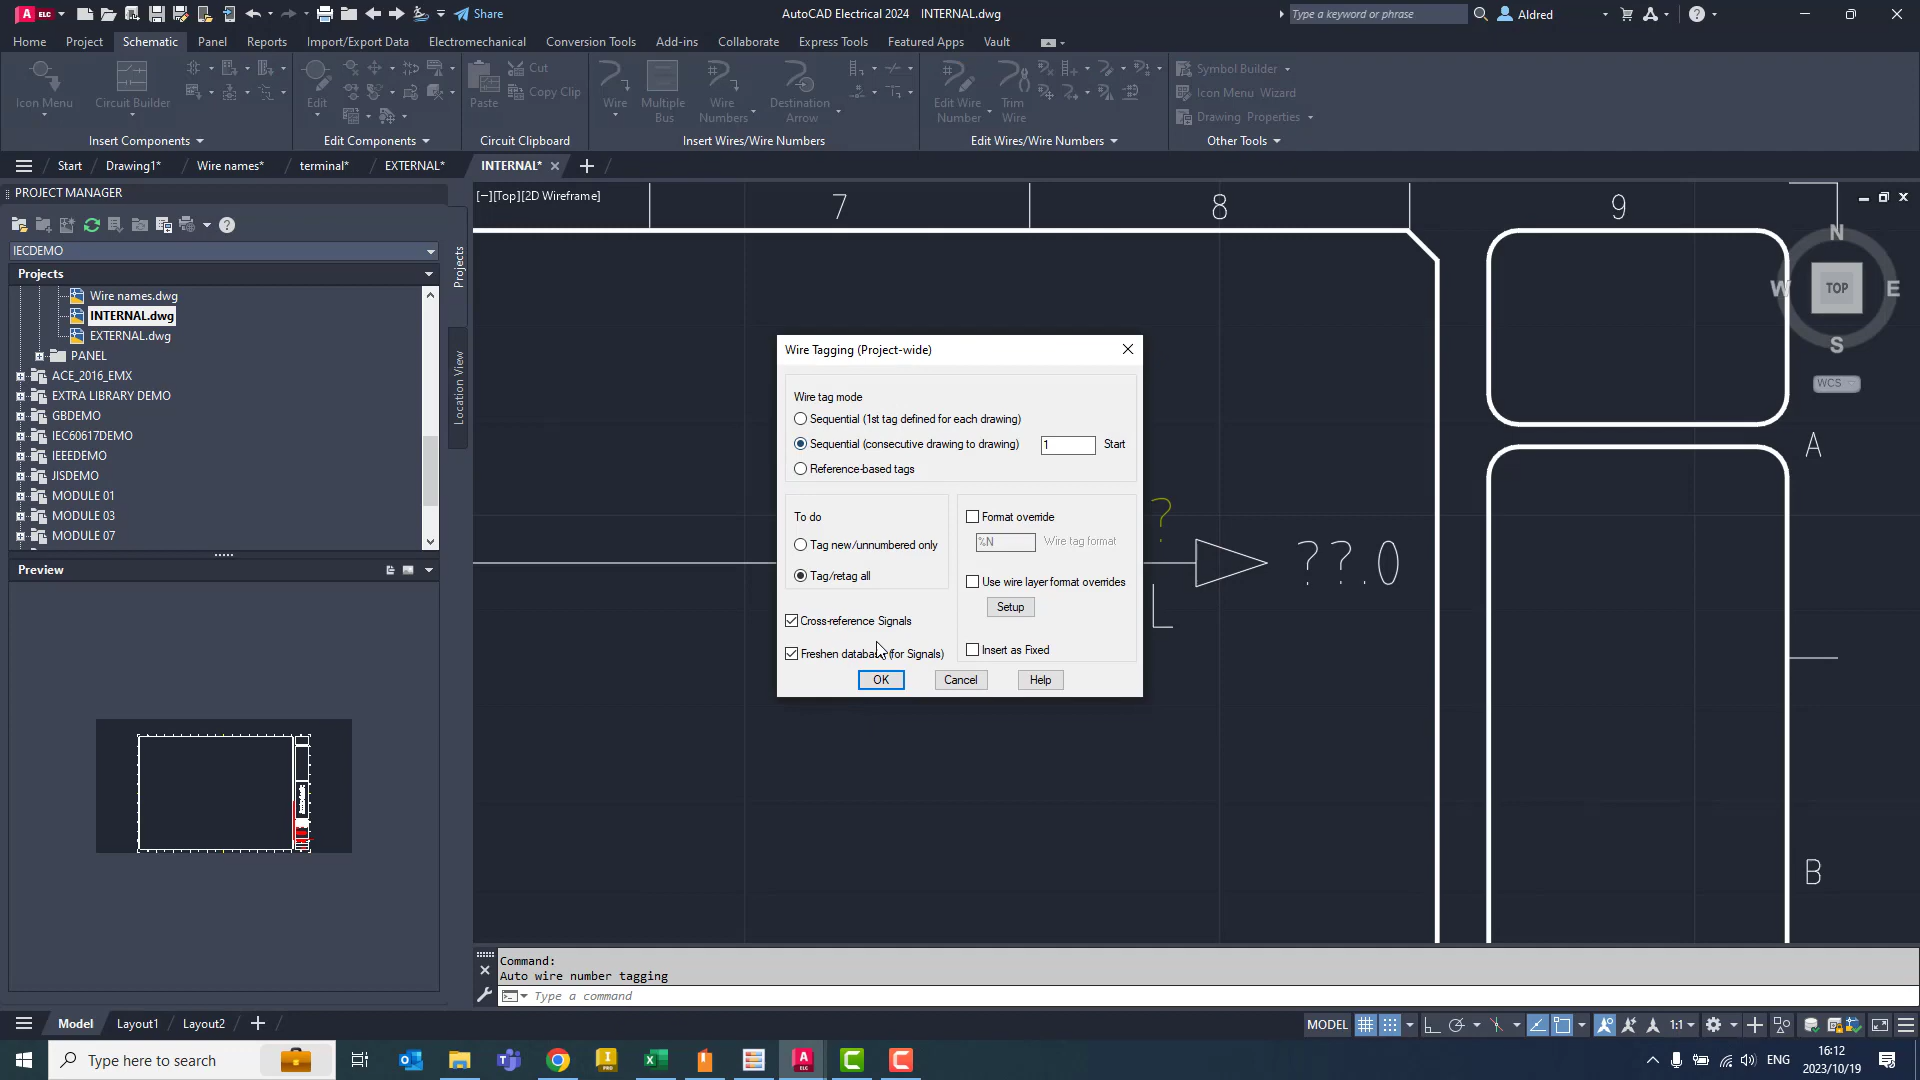 ELC
Share
AutoCAD Electrical 2024 INTERNAL.dwg
Type a keyword or phrase
Aldred
Home
Project
Schematic
Panel
Reports
Import/Export Data
Electromechanical
Conversion Tools
Add-ins
Collaborate
Express Tools
Featured Apps
Vault
Icon Menu
Circuit Builder
Edit
Paste
Cut
Copy Clip
Wire
Multiple
Bus
Wire
Numbers
Destination
Arrow
Edit Wire
Number
Trim
Wire
Symbol Builder
Icon Menu Wizard
Drawing Properties
Insert Components
Edit Components
Circuit Clipboard
Insert Wires/Wire Numbers
Edit Wires/Wire Numbers
Other Tools
Start
Drawing1*
Wire names*
terminal*
EXTERNAL*
INTERNAL*
PROJECT MANAGER
IECDEMO
Projects
Wire names.dwg
INTERNAL.dwg
EXTERNAL.dwg
PANEL
ACE_2016_EMX
EXTRA LIBRARY DEMO
GBDEMO
IEC60617DEMO
IEEEDEMO
JISDEMO
MODULE 01
MODULE 03
MODULE 07
Preview
Projects
Location View
[−][Top][2D Wireframe]
7
8
9
N
W
TOP
E
S
WCS
A
B
?
??.0
Wire Tagging (Project-wide)
Wire tag mode
Sequential (1st tag defined for each drawing)
Sequential (consecutive drawing to drawing)
1
Start
Reference-based tags
To do
Tag new/unnumbered only
Tag/retag all
Format override
%N
Wire tag format
Use wire layer format overrides
Setup
Cross-reference Signals
Freshen database (for Signals)
Insert as Fixed
OK
Cancel
Help
Command:
Auto wire number tagging
Type a command
Model
Layout1
Layout2
MODEL
1:1
Type here to search
ENG
16:12
2023/10/19